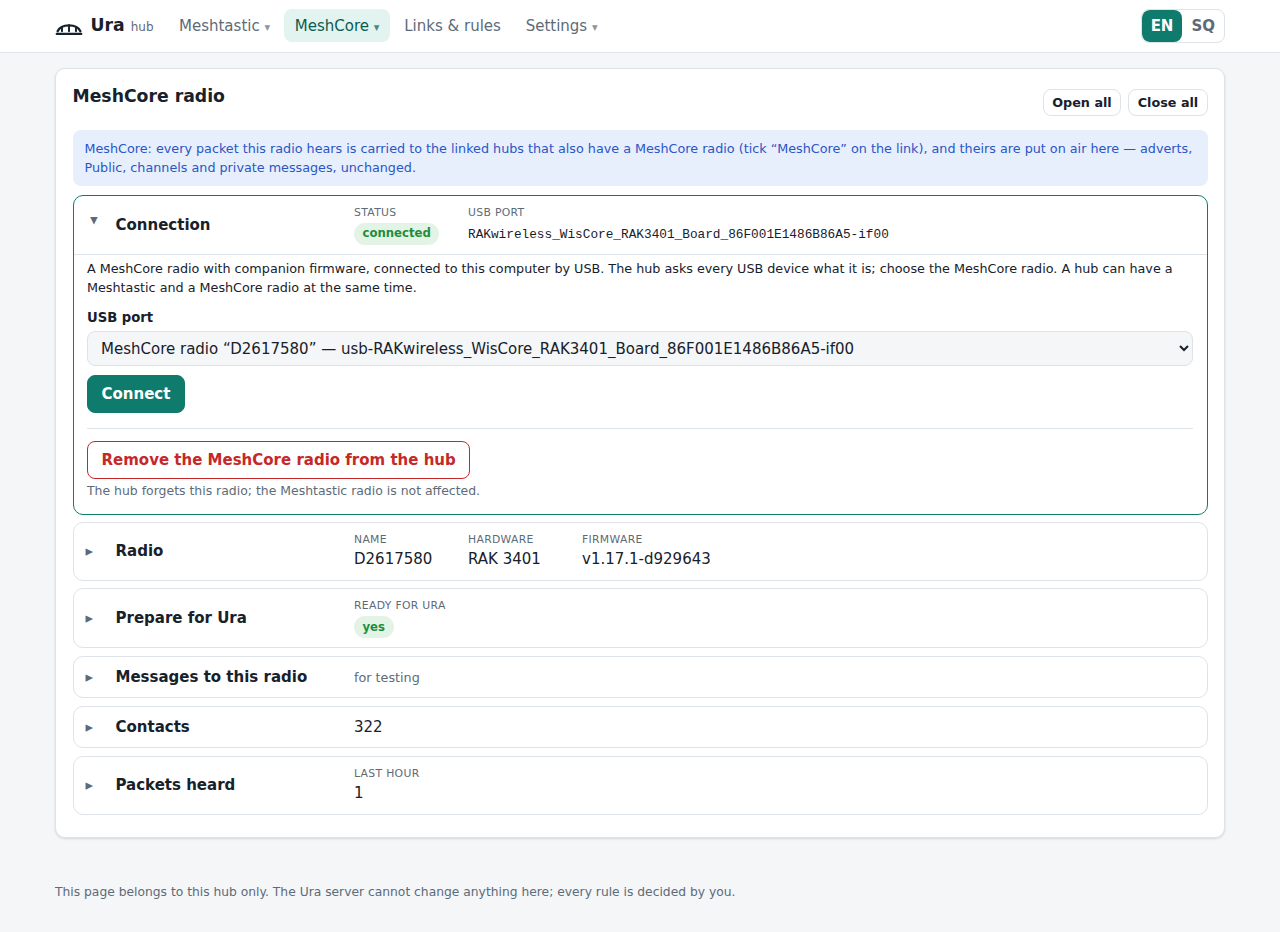 Ura hub Meshtastic ▾ MeshCore ▾ Links & rules Settings ▾ EN SQ
MeshCore radio
Open all Close all
MeshCore: every packet this radio hears is carried to the linked hubs that also have a MeshCore radio (tick “MeshCore” on the link), and theirs are put on air here — adverts,
Public, channels and private messages, unchanged.
▼ Connection
STATUS
connected
USB PORT
RAKwireless_WisCore_RAK3401_Board_86F001E1486B86A5-if00
A MeshCore radio with companion firmware, connected to this computer by USB. The hub asks every USB device what it is; choose the MeshCore radio. A hub can have a
Meshtastic and a MeshCore radio at the same time.
USB port
MeshCore radio “D2617580” — usb-RAKwireless_WisCore_RAK3401_Board_86F001E1486B86A5-if00
Connect
Remove the MeshCore radio from the hub
The hub forgets this radio; the Meshtastic radio is not affected.
▸ Radio
NAME
D2617580
HARDWARE
RAK 3401
FIRMWARE
v1.17.1-d929643
▸ Prepare for Ura
READY FOR URA
yes
▸ Messages to this radio for testing
▸ Contacts 322
▸ Packets heard
LAST HOUR
1
This page belongs to this hub only. The Ura server cannot change anything here; every rule is decided by you.